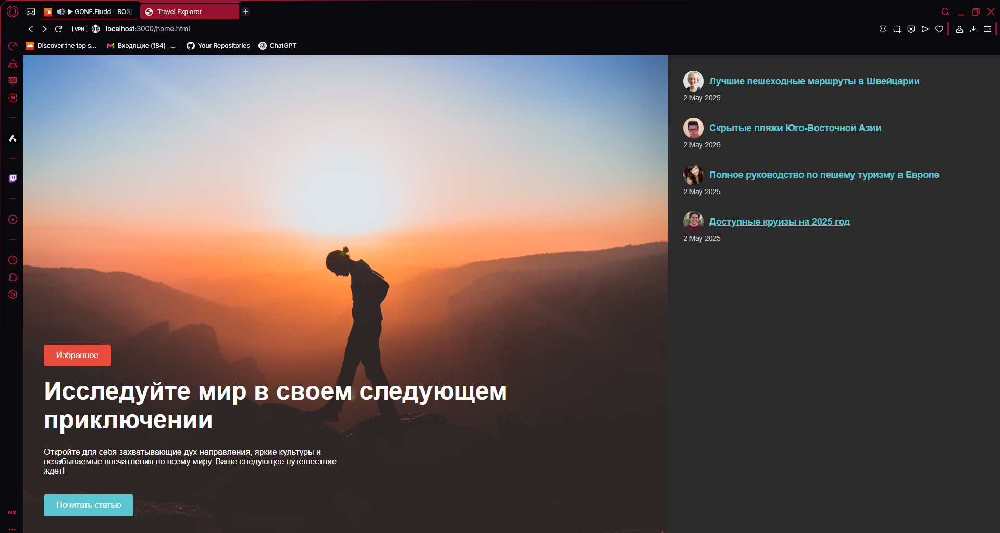 GONE.Fludd - ВОЗД
Travel Explorer
VPN
localhost:3000/home.html
Discover the top s...
Входящие (184) -...
Your Repositories
ChatGPT
M
Лучшие пешеходные маршруты в Швейцарии
2 May 2025
Скрытые пляжи Юго-Восточной Азии
2 May 2025
Полное руководство по пешему туризму в Европе
2 May 2025
Доступные круизы на 2025 год
2 May 2025
Избранное
Исследуйте мир в своем следующем
приключении
Откройте для себя захватывающие дух направления, яркие культуры и
незабываемые впечатления по всему миру. Ваше следующее путешествие
ждет!
Почитать статью
GX